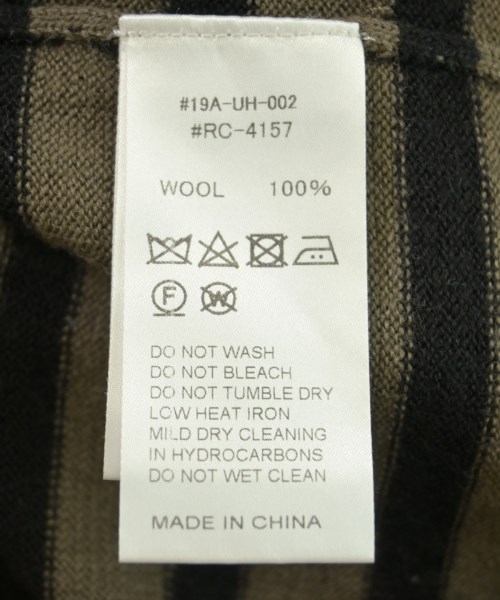 #19A-UH-002
#RC-4157
WOOL 100%
F W
DO NOT WASH
DO NOT BLEACH
DO NOT TUMBLE DRY
LOW HEAT IRON
MILD DRY CLEANING
IN HYDROCARBONS
DO NOT WET CLEAN
MADE IN CHINA